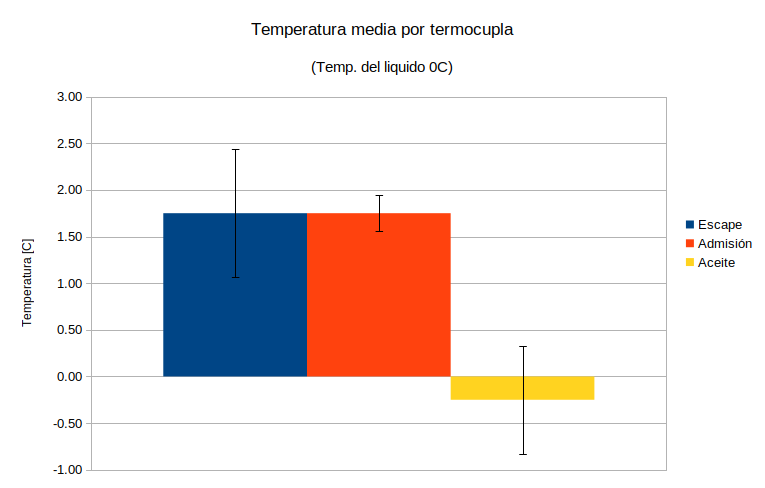 Temperatura media por termocupla
(Temp. del liquido 0C)
3.00
2.50
2.00
1.50
1.00
0.50
0.00
-0.50
-1.00
Temperatura [C]
Escape
Admisión
Aceite